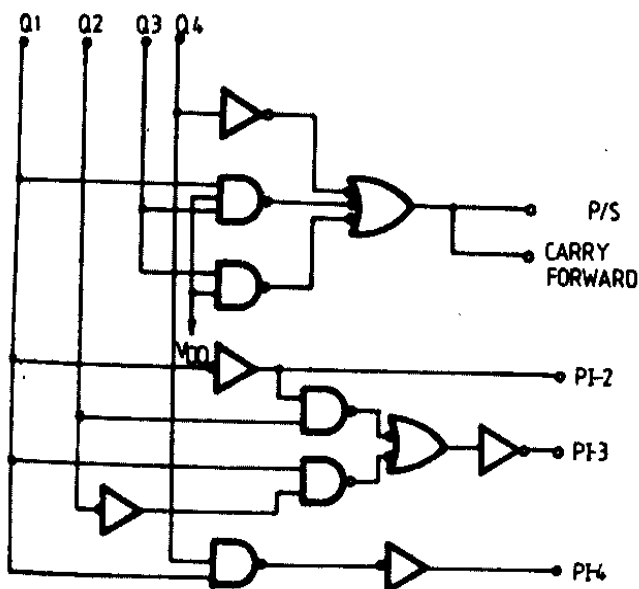 Q1 Q2 Q3 Q4
P/S
CARRY
FORWARD
VDD
PI-2
PI-3
PI-4